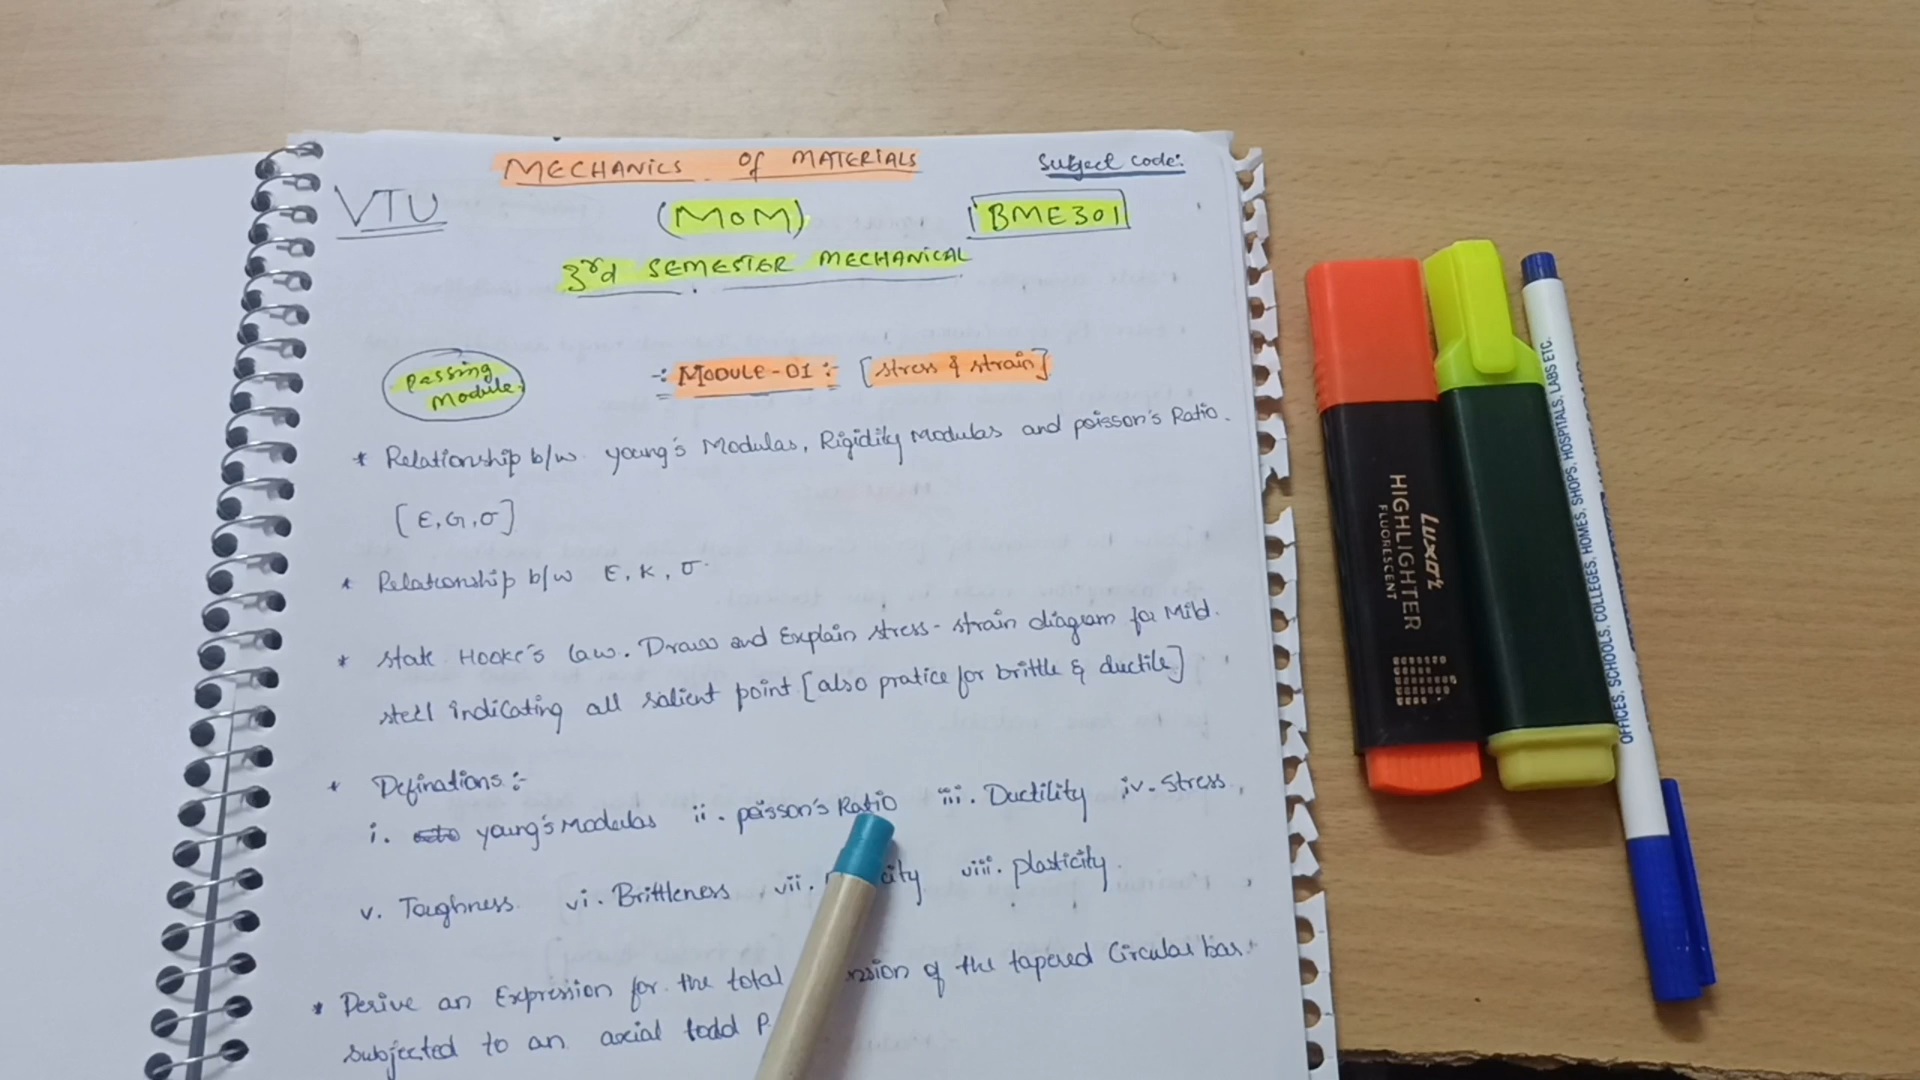 MECHANICS Of MATERIALS
Subject code:
VTU
(MOM)
BME301
3rd SEMESTER MECHANICAL
Passing Module.
-: MODULE-01 :- [stress & strain]
* Relationship b/w young's Modulas, Rigidity Modulas and poisson's Ratio.
[E, G, σ]
* Relationship b/w E, K, σ.
* State Hooke's law. Draw and Explain stress-strain diagram for Mild.
steel indicating all salient point [also pratice for brittle & ductile]
* Definations :-
i. young's Modulas ii. poisson's Ratio iii. Ductility iv. Stress
v. Toughness vi. Brittleness vii. viii. plasticity.
* Derive an Expression for the total of the tapered Circular bar.
subjected to an axial load P
Luxor
HIGHLIGHTER
FLUORESCENT
OFFICES, SCHOOLS, COLLEGES, HOMES, SHOPS, HOSPITALS, LABS ETC.